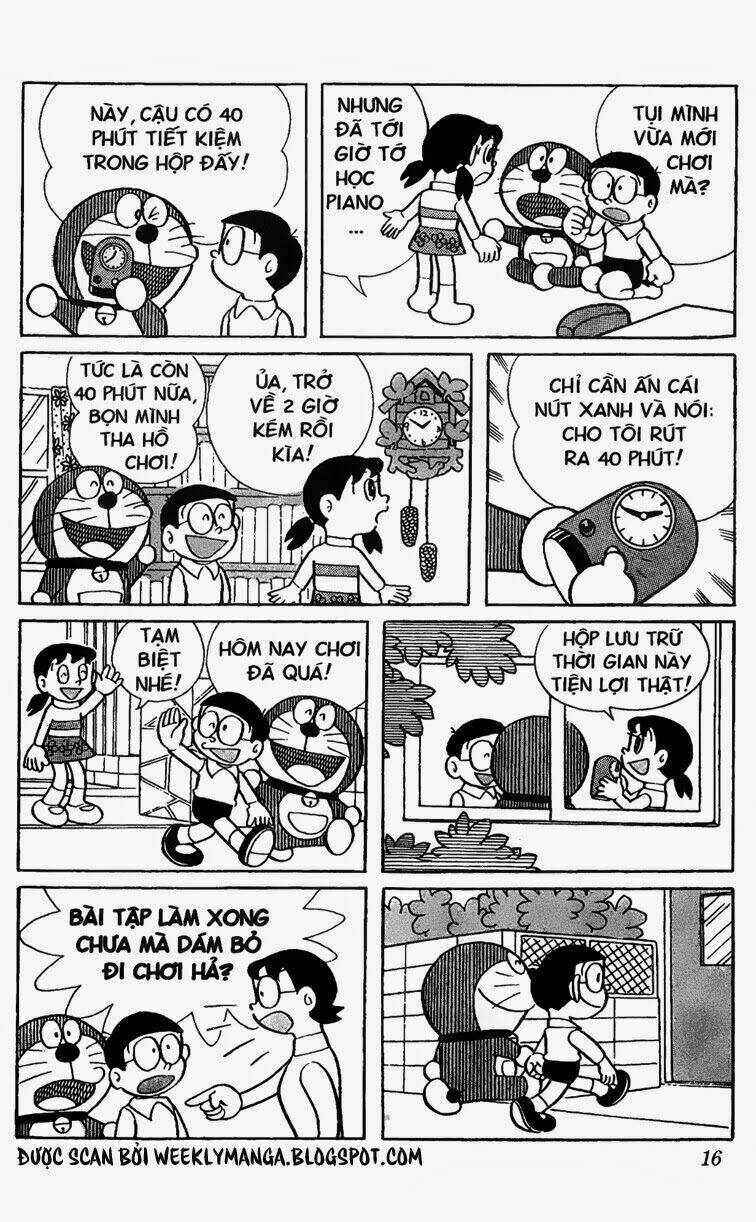 TỤI MÌNH
VỪA MỚI
CHƠI
MÀ?
NHƯNG
ĐÃ TỚI
GIỜ TỚ
HỌC
PIANO
...
NÀY, CẬU CÓ 40
PHÚT TIẾT KIỆM
TRONG HỘP ĐẤY!
CHỈ CẦN ẤN CÁI
NÚT XANH VÀ NÓI:
CHO TÔI RÚT
RA 40 PHÚT!
ỦA, TRỞ
VỀ 2 GIỜ
KÉM RỒI
KÌA!
TỨC LÀ CÒN
40 PHÚT NỮA,
BỌN MÌNH
THA HỒ
CHƠI!
HỘP LƯU TRỮ
THỜI GIAN NÀY
TIỆN LỢI THẬT!
HÔM NAY CHƠI
ĐÃ QUÁ!
TẠM
BIỆT
NHÉ!
BÀI TẬP LÀM XONG
CHƯA MÀ DÁM BỎ
ĐI CHƠI HẢ?
ĐƯỢC SCAN BỞI WEEKLYMANGA.BLOGSPOT.COM
16